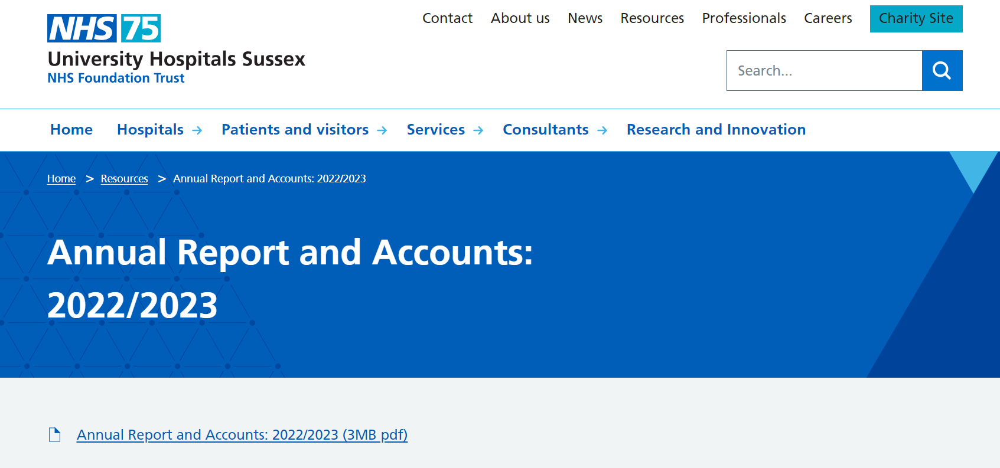 NHS 75
University Hospitals Sussex
NHS Foundation Trust
Contact About us News Resources Professionals Careers Charity Site
Search...
Home Hospitals → Patients and visitors → Services → Consultants → Research and Innovation
Home > Resources > Annual Report and Accounts: 2022/2023
Annual Report and Accounts:
2022/2023
Annual Report and Accounts: 2022/2023 (3MB pdf)